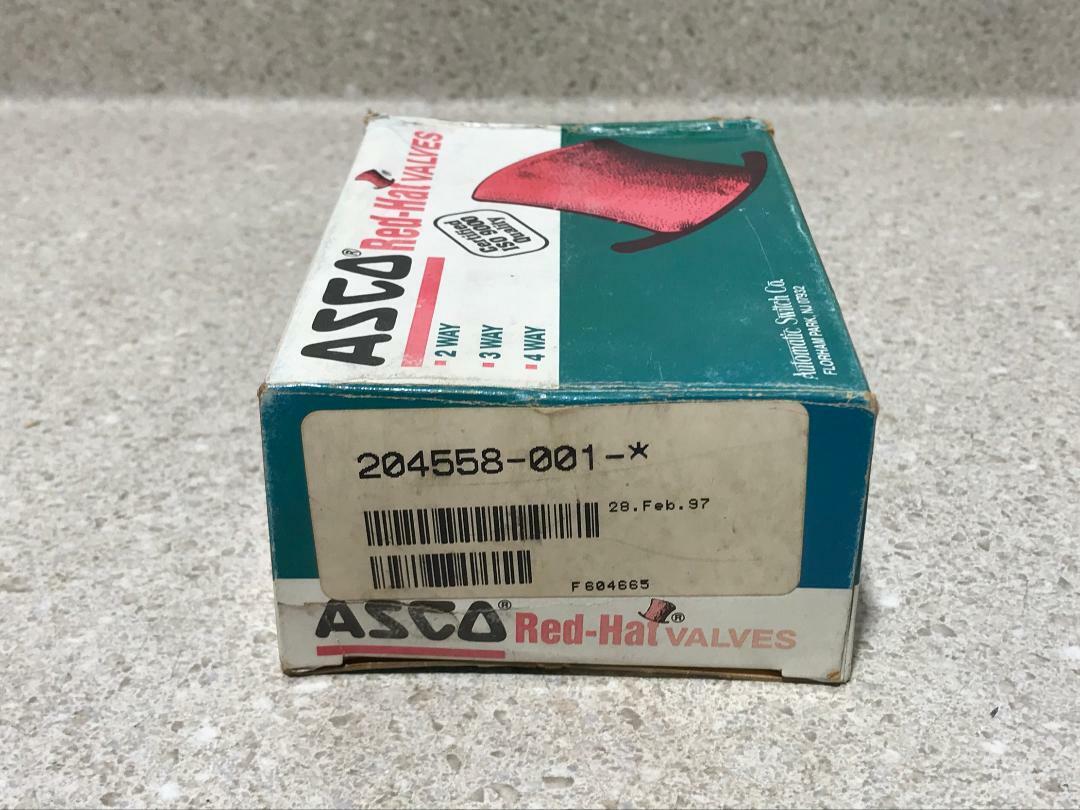 ASCO®
Red-Hat VALVES
Certified
ISO 9000
Quality
2 WAY
3 WAY
4 WAY
Automatic Switch Co.
FLORHAM PARK, NJ 07932
204558-001-*
28.Feb.97
F604665
ASCO® Red-Hat® VALVES